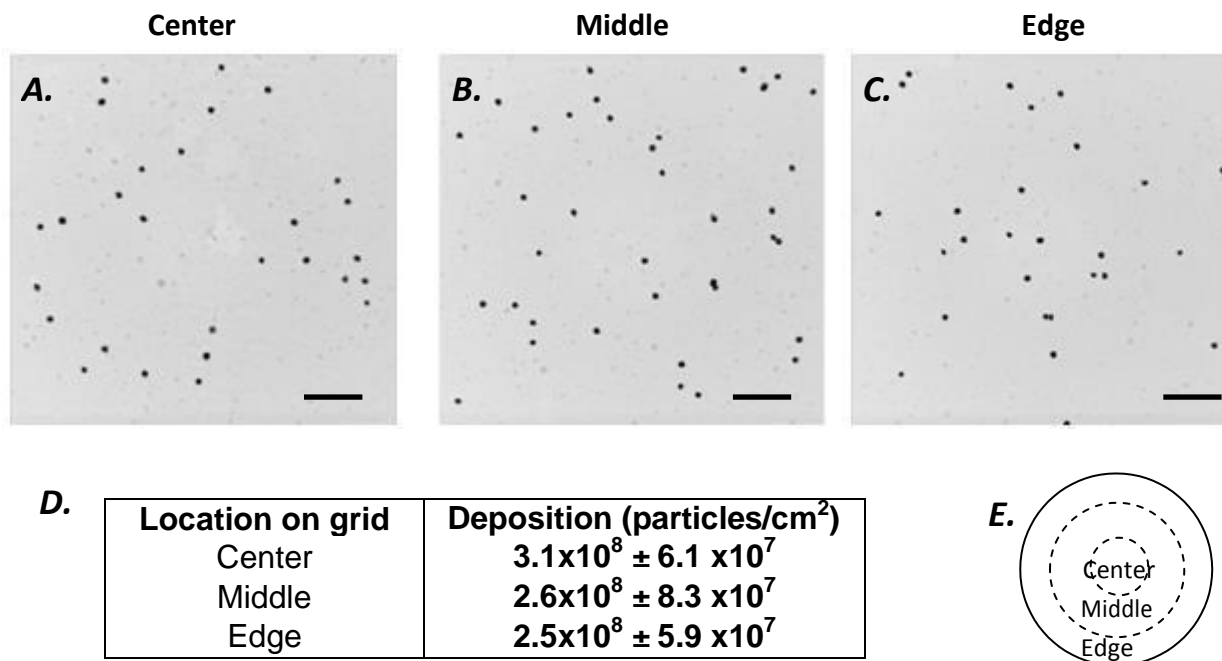 Center Middle Edge
A. B. C.
D. E.
Location on grid Deposition (particles/cm²)
Center 3.1x10⁸ ± 6.1 x10⁷
Middle 2.6x10⁸ ± 8.3 x10⁷
Edge 2.5x10⁸ ± 5.9 x10⁷
Center
Middle
Edge